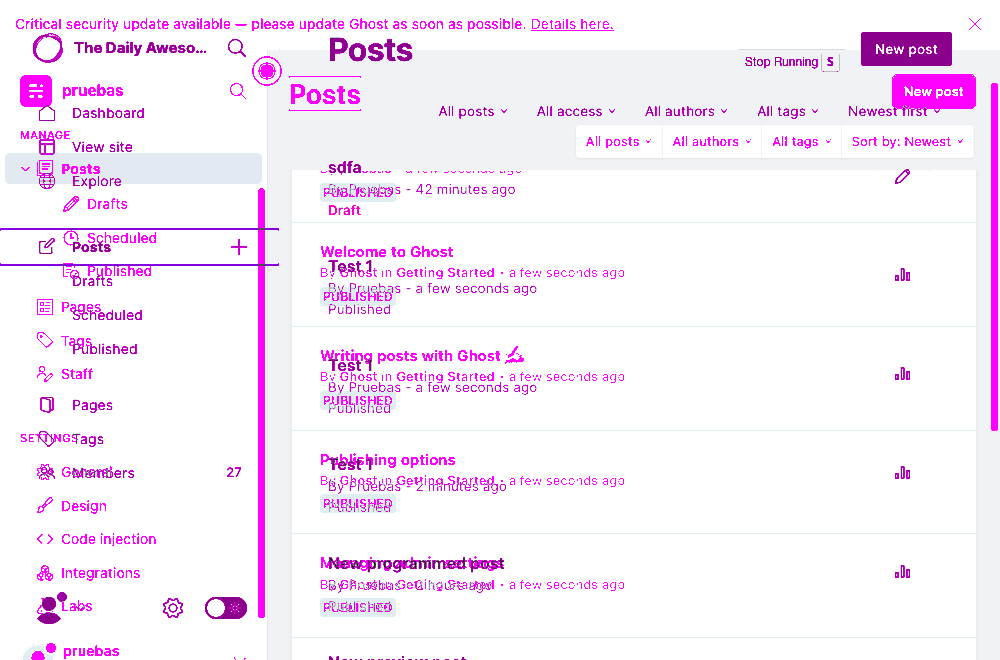 Critical security update available — please update Ghost as soon as possible. Details here.
The Daily Aweso...
Posts
New post
Stop Running S
pruebas
Posts
New post
Dashboard
All posts
All access
All authors
All tags
Newest first
MANAGE
View site
All posts
All authors
All tags
Sort by: Newest
Posts
Explore
sdfa
By Pruebas - 42 minutes ago
PUBLISHED
Draft
Drafts
Scheduled
Posts
Published
Drafts
Welcome to Ghost
Test 1
By Ghost in Getting Started - a few seconds ago
By Pruebas - a few seconds ago
PUBLISHED
Published
Pages
Scheduled
Tags
Published
Staff
Writing posts with Ghost ✍️
Test 1
By Ghost in Getting Started - a few seconds ago
By Pruebas - a few seconds ago
PUBLISHED
Published
Pages
SETTINGS
Tags
General
Members
27
Publishing options
Test 1
By Ghost in Getting Started - a few seconds ago
By Pruebas - 2 minutes ago
PUBLISHED
Published
Design
Code injection
Integrations
Labs
Managing admin settings
New programmed post
By Ghost in Getting Started - a few seconds ago
PUBLISHED
New preview post
pruebas